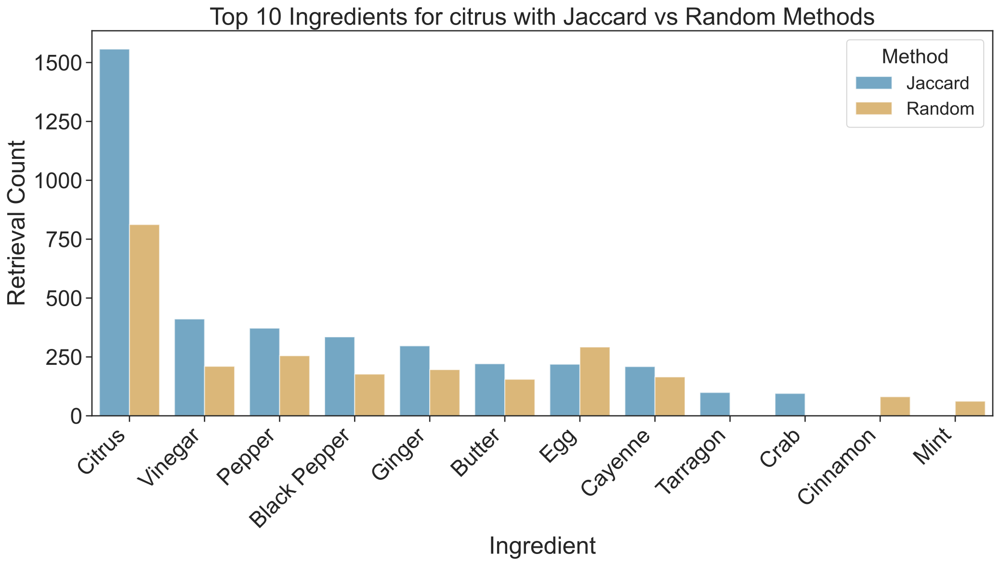 Top 10 Ingredients for citrus with Jaccard vs Random Methods
Method
Jaccard
Random
Retrieval Count
1500
1250
1000
750
500
250
0
Citrus
Vinegar
Pepper
Black Pepper
Ginger
Butter
Egg
Cayenne
Tarragon
Crab
Cinnamon
Mint
Ingredient